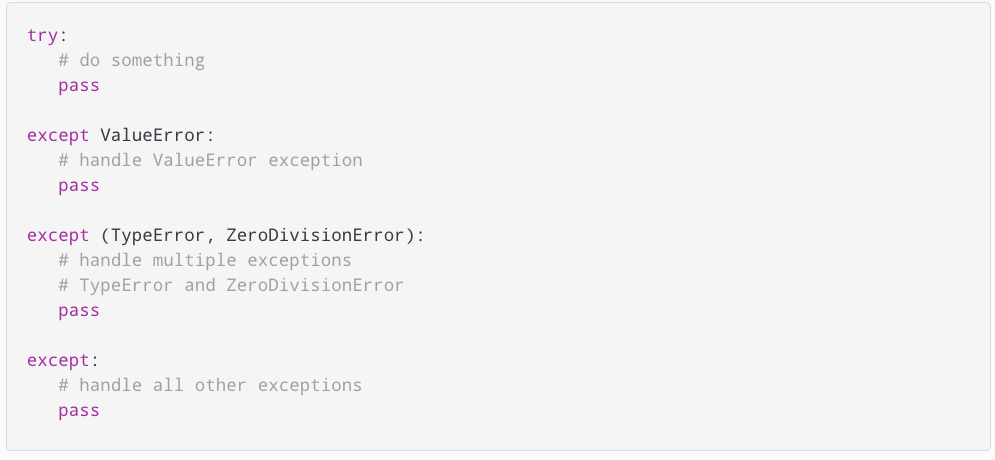 try:
   # do something
   pass

except ValueError:
   # handle ValueError exception
   pass

except (TypeError, ZeroDivisionError):
   # handle multiple exceptions
   # TypeError and ZeroDivisionError
   pass

except:
   # handle all other exceptions
   pass